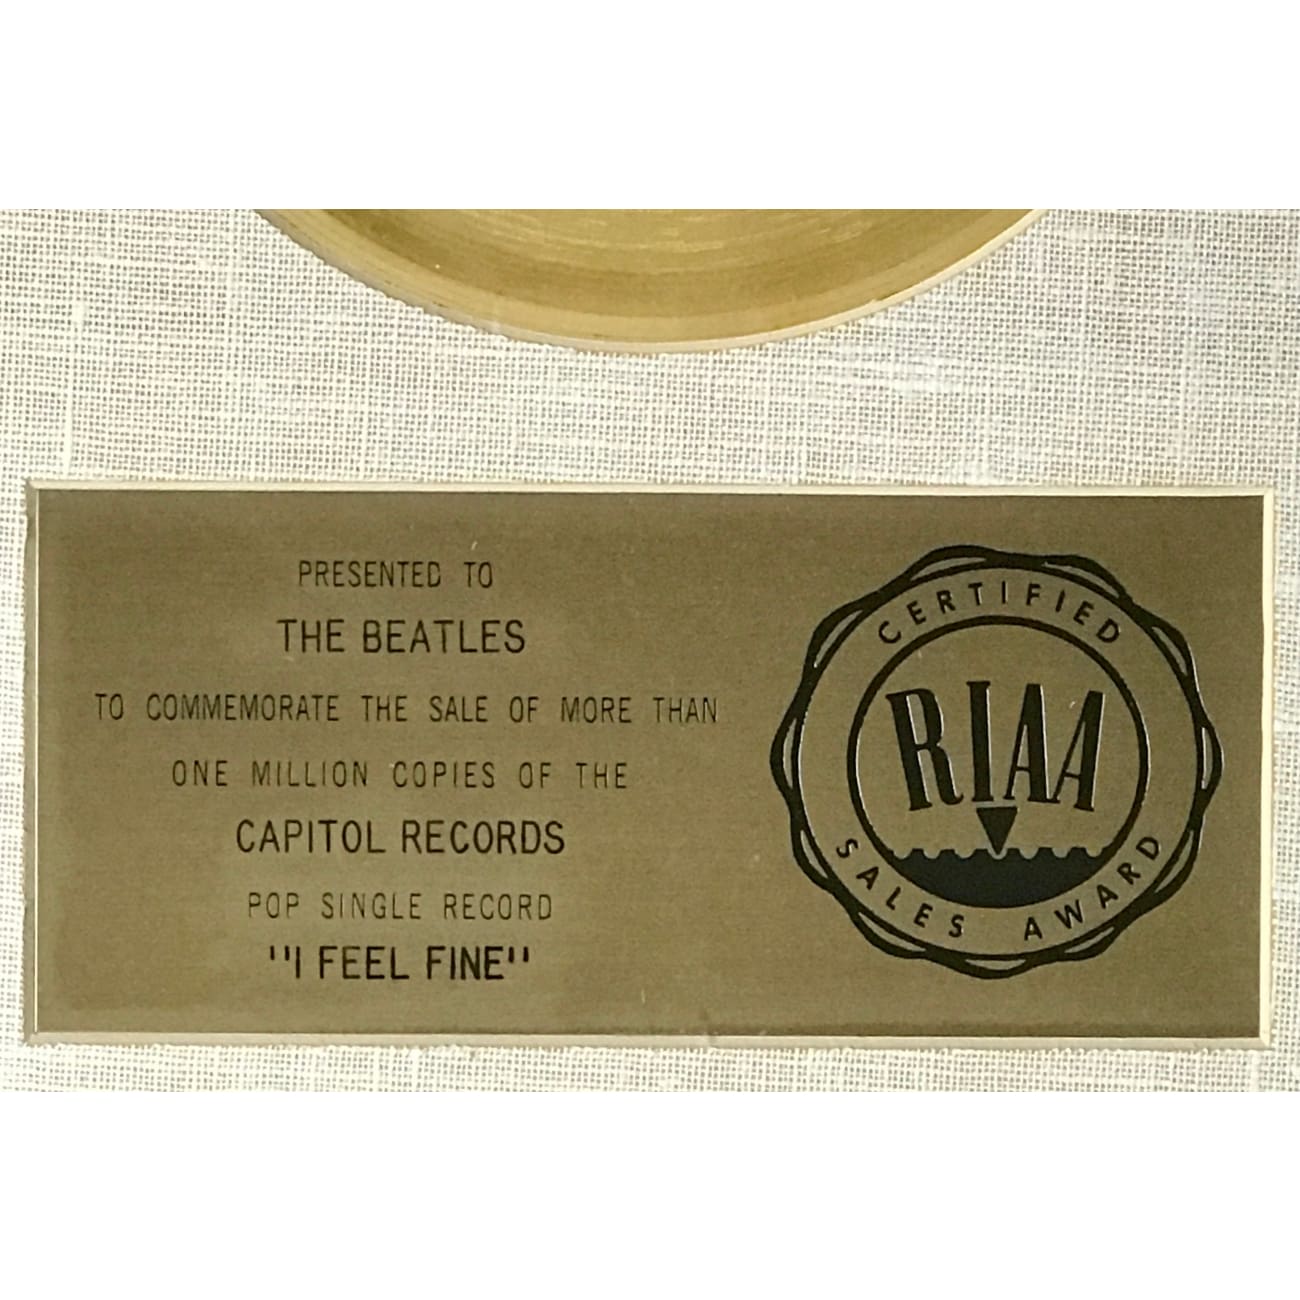 PRESENTED TO
THE BEATLES
TO COMMEMORATE THE SALE OF MORE THAN
ONE MILLION COPIES OF THE
CAPITOL RECORDS
POP SINGLE RECORD
"I FEEL FINE"
CERTIFIED
RIAA
SALES AWARD